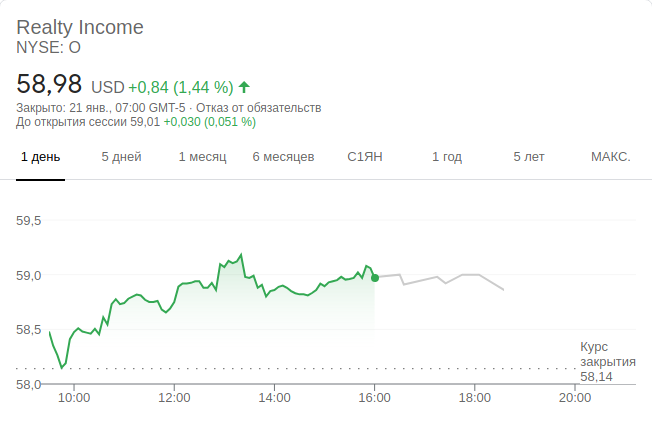 Realty Income
NYSE: O
58,98 USD +0,84 (1,44 %)
Закрыто: 21 янв., 07:00 GMT-5 · Отказ от обязательств
До открытия сессии 59,01 +0,030 (0,051 %)
1 день 5 дней 1 месяц 6 месяцев С1ЯН 1 год 5 лет МАКС.
59,5
59,0
58,5
Курс
закрытия
58,14
58,0
10:00 12:00 14:00 16:00 18:00 20:00